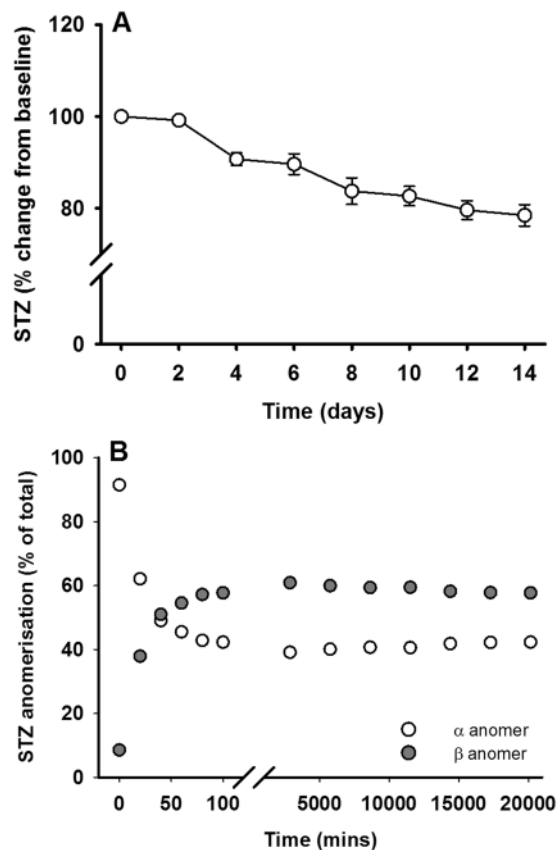 A
120
100
80
0
STZ (% change from baseline)
0 2 4 6 8 10 12 14
Time (days)
B
100
80
60
40
20
0
STZ anomerisation (% of total)
α anomer
β anomer
0 50 100 5000 10000 15000 20000
Time (mins)